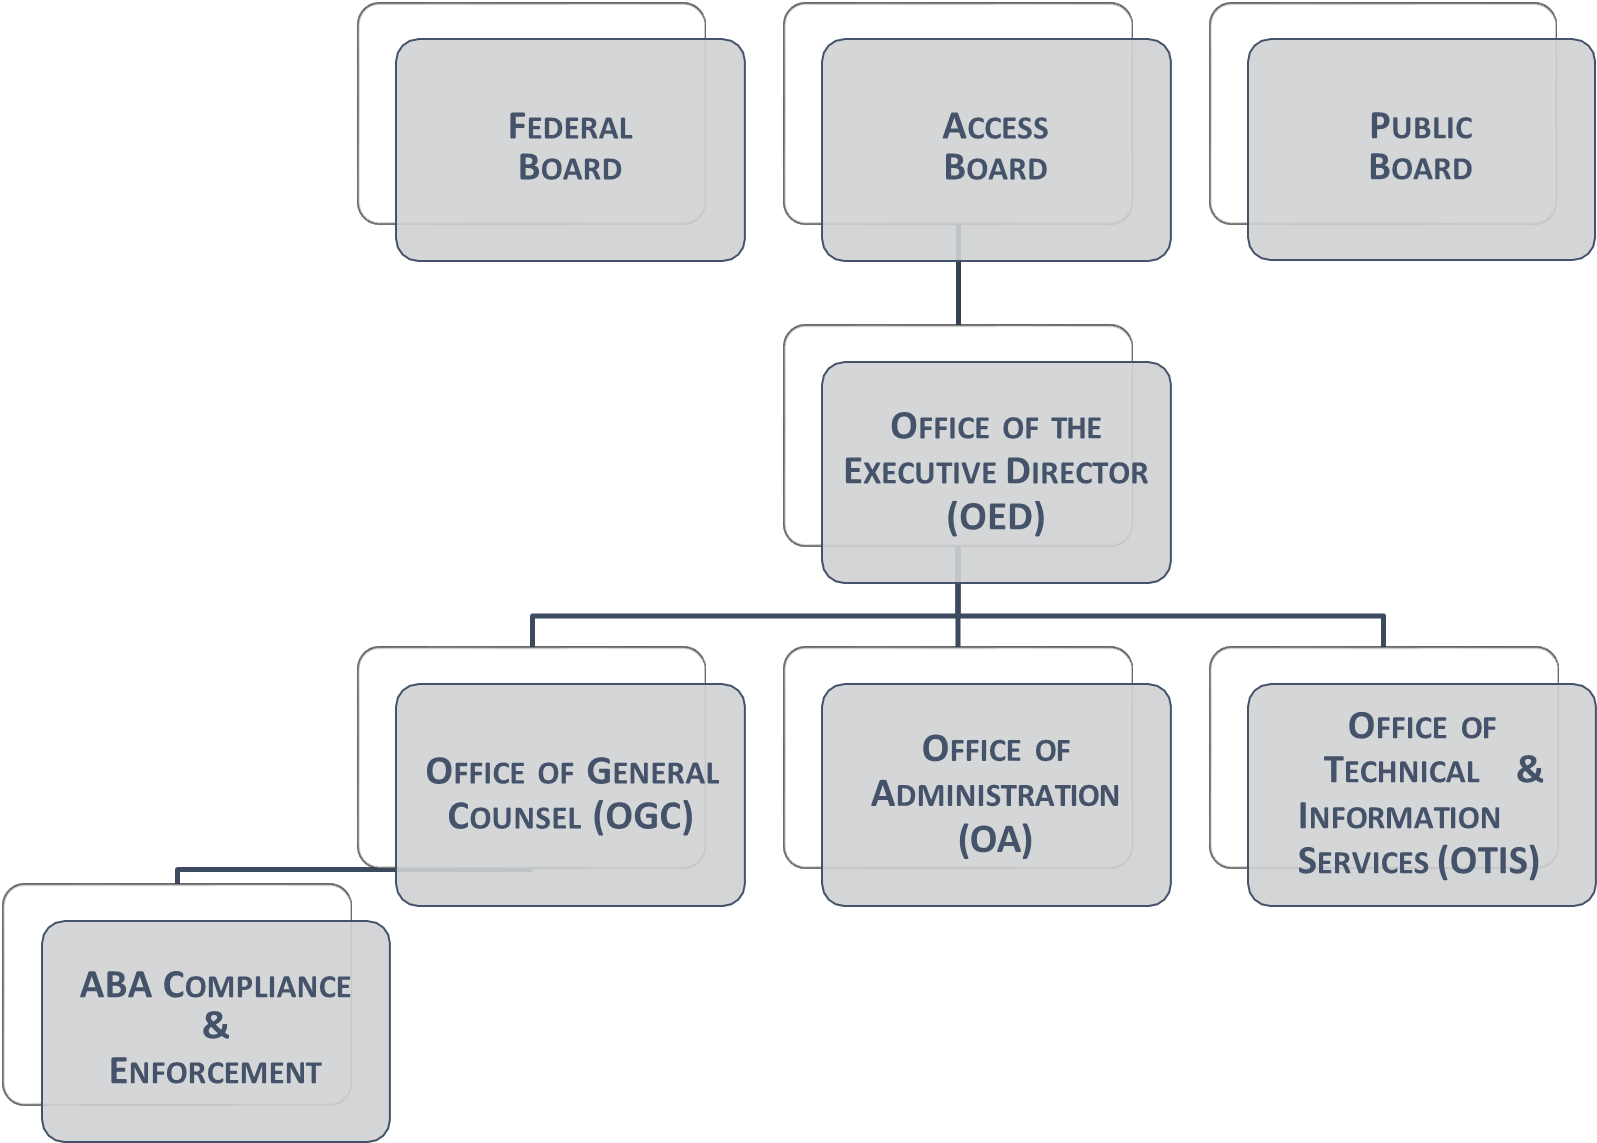 FEDERAL
BOARD
ACCESS
BOARD
PUBLIC
BOARD
OFFICE OF THE
EXECUTIVE DIRECTOR
(OED)
OFFICE OF GENERAL
COUNSEL (OGC)
OFFICE OF
ADMINISTRATION
(OA)
OFFICE OF
TECHNICAL &
INFORMATION
SERVICES (OTIS)
ABA COMPLIANCE
&
ENFORCEMENT